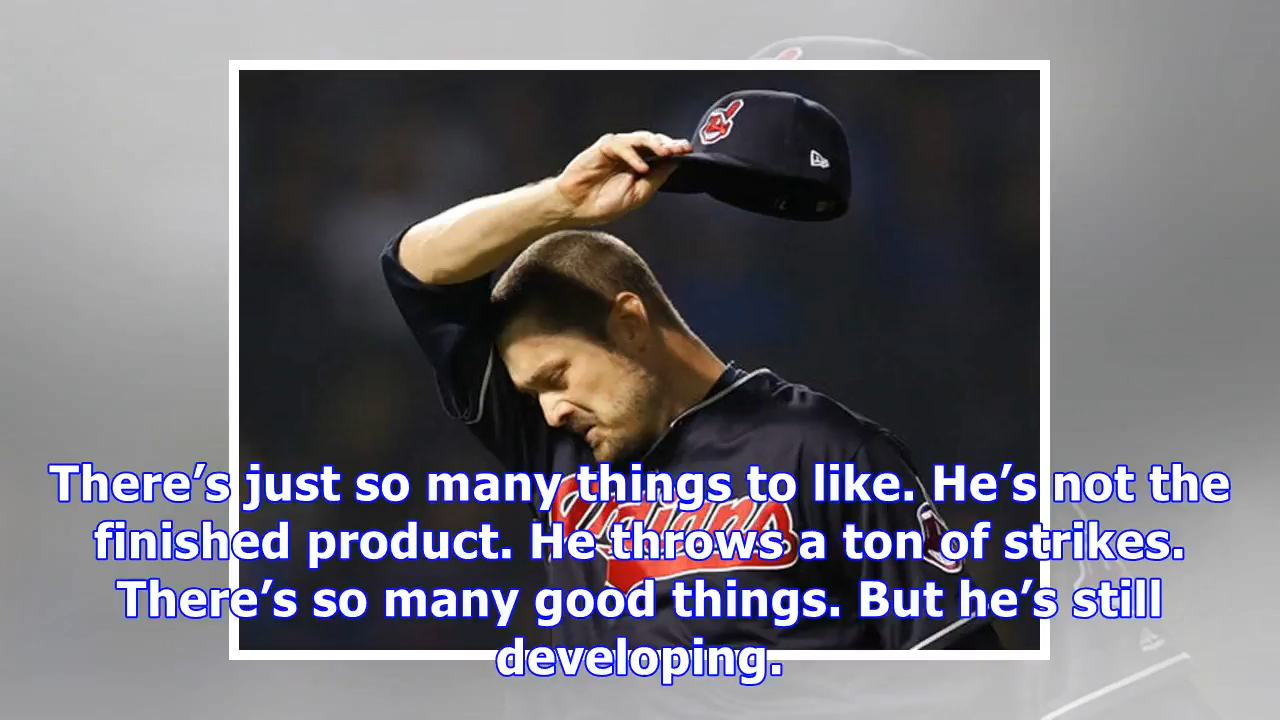 There’s just so many things to like. He’s not the
finished product. He throws a ton of strikes.
There’s so many good things. But he’s still
developing.
Indians